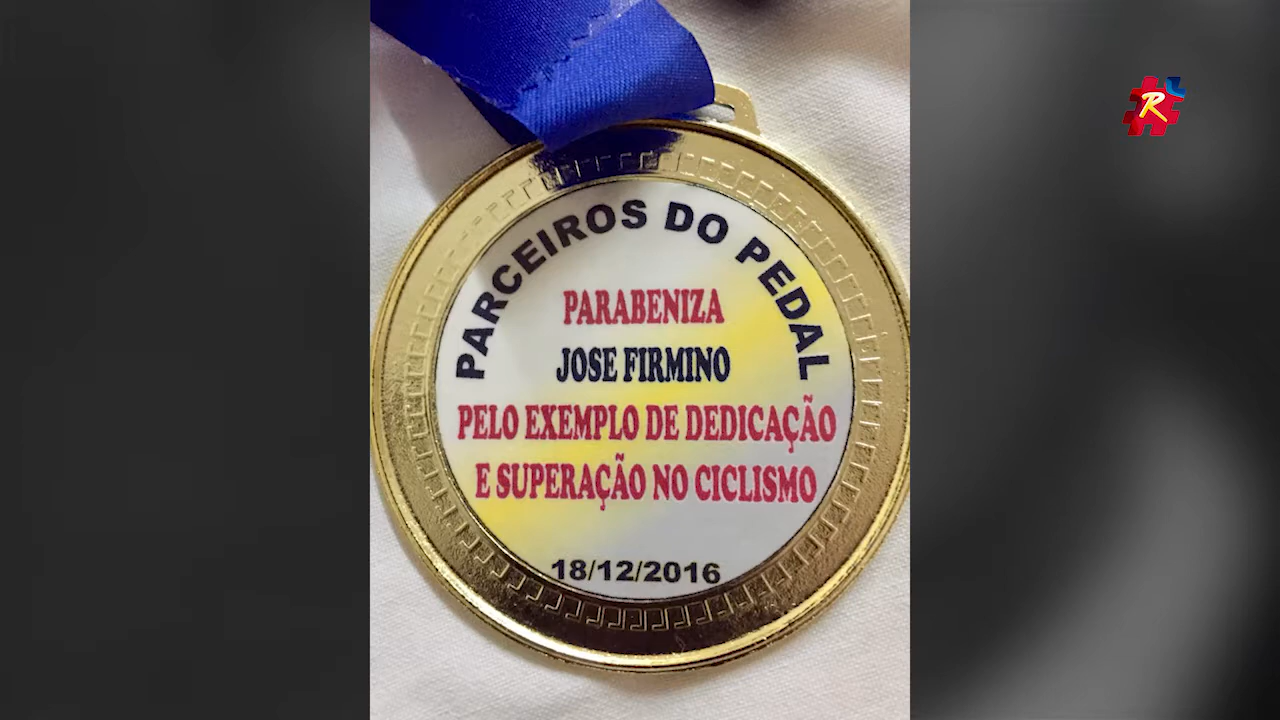 PARCEIROS DO PEDAL
PARABENIZA
JOSE FIRMINO
PELO EXEMPLO DE DEDICAÇÃO
E SUPERAÇÃO NO CICLISMO
18/12/2016
R